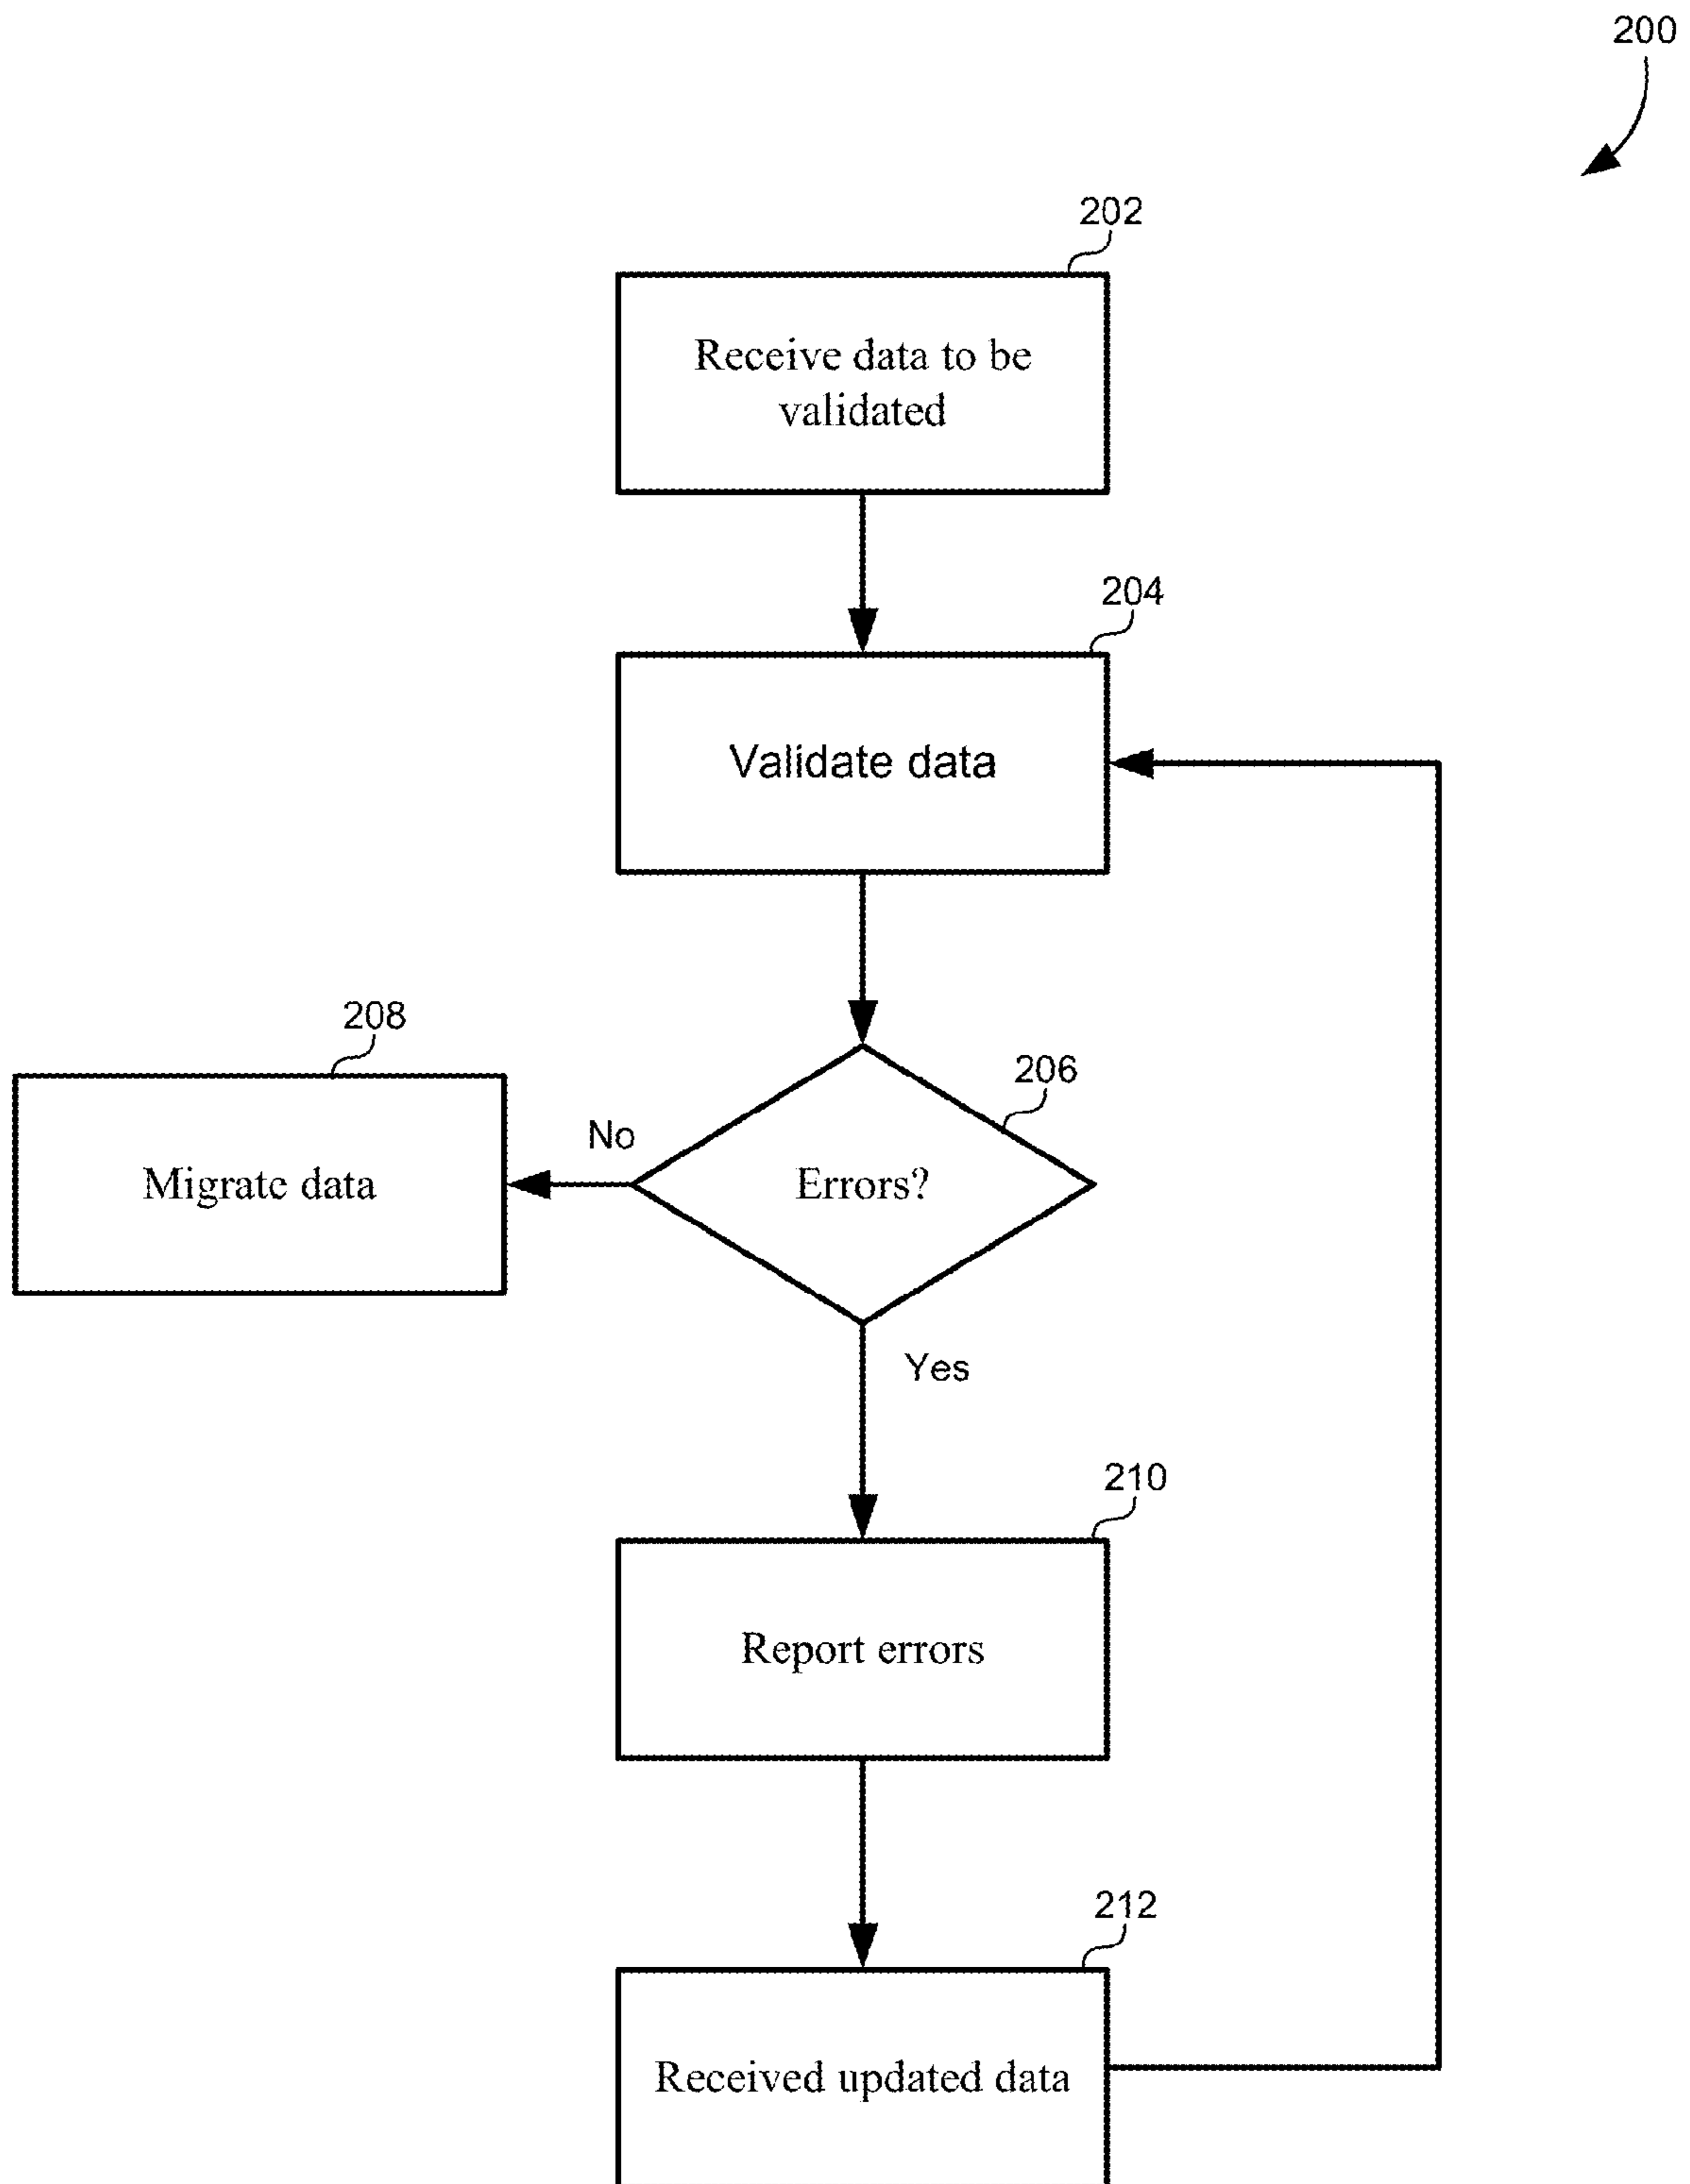 200
202
Receive data to be
validated
204
Validate data
208
206
No
Migrate data
Errors?
Yes
210
Report errors
212
Received updated data